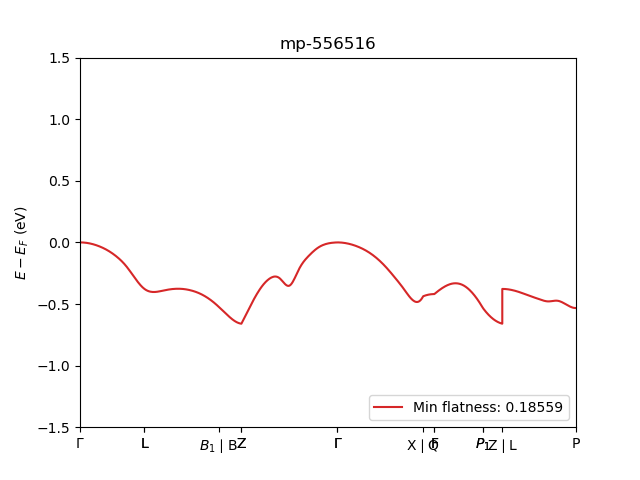 mp-556516
E − E_F (eV)
1.5
1.0
0.5
0.0
−0.5
−1.0
−1.5
Min flatness: 0.18559
Γ L B₁ | B Z Γ X | Q F P₁ Z | L P